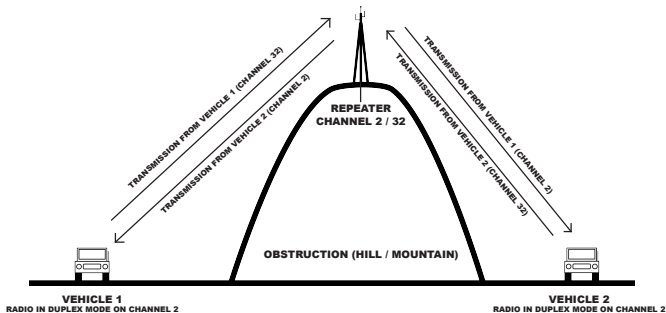 TRANSMISSION FROM VEHICLE 1 (CHANNEL 32)
TRANSMISSION FROM VEHICLE 2 (CHANNEL 2)
TRANSMISSION FROM VEHICLE 1 (CHANNEL 2)
TRANSMISSION FROM VEHICLE 2 (CHANNEL 32)
REPEATER
CHANNEL 2 / 32
OBSTRUCTION (HILL / MOUNTAIN)
VEHICLE 1
RADIO IN DUPLEX MODE ON CHANNEL 2
VEHICLE 2
RADIO IN DUPLEX MODE ON CHANNEL 2